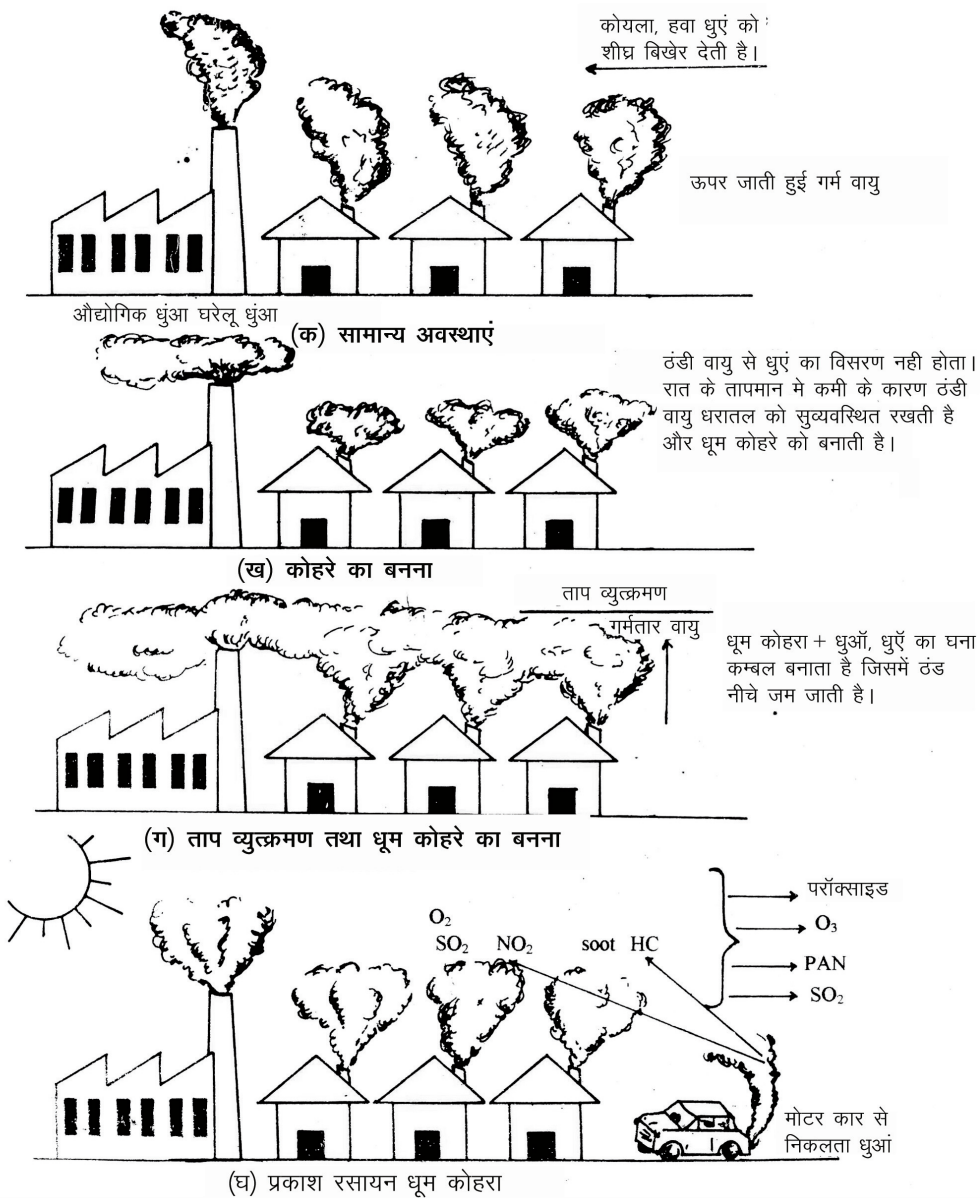 कोयला, हवा धुएं को
शीघ्र बिखेर देती है।
ऊपर जाती हुई गर्म वायु
औद्योगिक धुंआ घरेलू धुंआ
(क) सामान्य अवस्थाएं
ठंडी वायु से धुएं का विसरण नही होता।
रात के तापमान मे कमी के कारण ठंडी
वायु धरातल को सुव्यवस्थित रखती है
और धूम कोहरे को बनाती है।
(ख) कोहरे का बनना
ताप व्युत्क्रमण
गर्मतार वायु
धूम कोहरा + धुऑ, धुऍ का घना
कम्बल बनाता है जिसमें ठंड
नीचे जम जाती है।
(ग) ताप व्युत्क्रमण तथा धूम कोहरे का बनना
परॉक्साइड
O₂
O₃
SO₂ NO₂ soot HC
PAN
SO₂
मोटर कार से
निकलता धुआं
(घ) प्रकाश रसायन धूम कोहरा